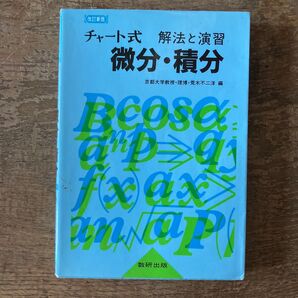 改訂新版
チャート式 解法と演習
微分・積分
京都大学教授・理博・荒木不二洋 編
数研出版